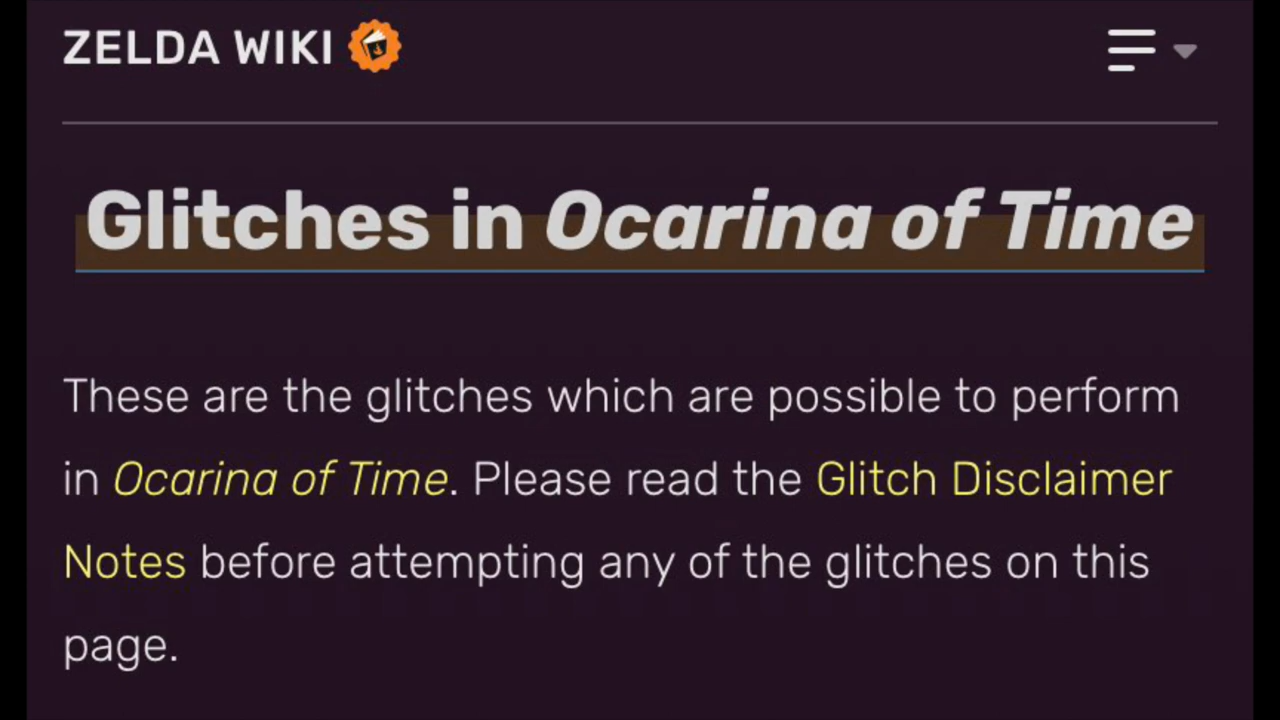 ZELDA WIKI
Glitches in Ocarina of Time
These are the glitches which are possible to perform
in Ocarina of Time. Please read the Glitch Disclaimer
Notes before attempting any of the glitches on this
page.